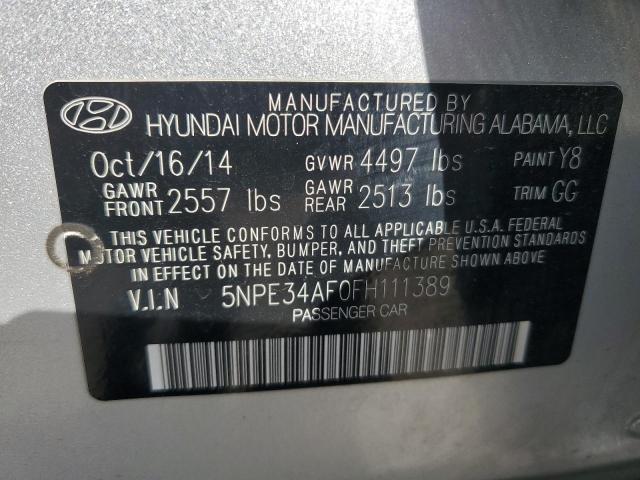 MANUFACTURED BY
HYUNDAI MOTOR MANUFACTURING ALABAMA, LLC
Oct/16/14 GVWR 4497 lbs PAINT Y8
GAWR FRONT 2557 lbs GAWR REAR 2513 lbs TRIM GG
THIS VEHICLE CONFORMS TO ALL APPLICABLE U.S.A. FEDERAL
MOTOR VEHICLE SAFETY, BUMPER, AND THEFT PREVENTION STANDARDS
IN EFFECT ON THE DATE OF MANUFACTURE SHOWN ABOVE
V.I.N 5NPE34AF0FH111389
PASSENGER CAR